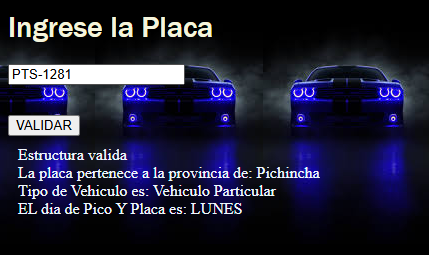 Ingrese la Placa
PTS-1281
VALIDAR
Estructura valida
La placa pertenece a la provincia de: Pichincha
Tipo de Vehiculo es: Vehiculo Particular
EL dia de Pico Y Placa es: LUNES